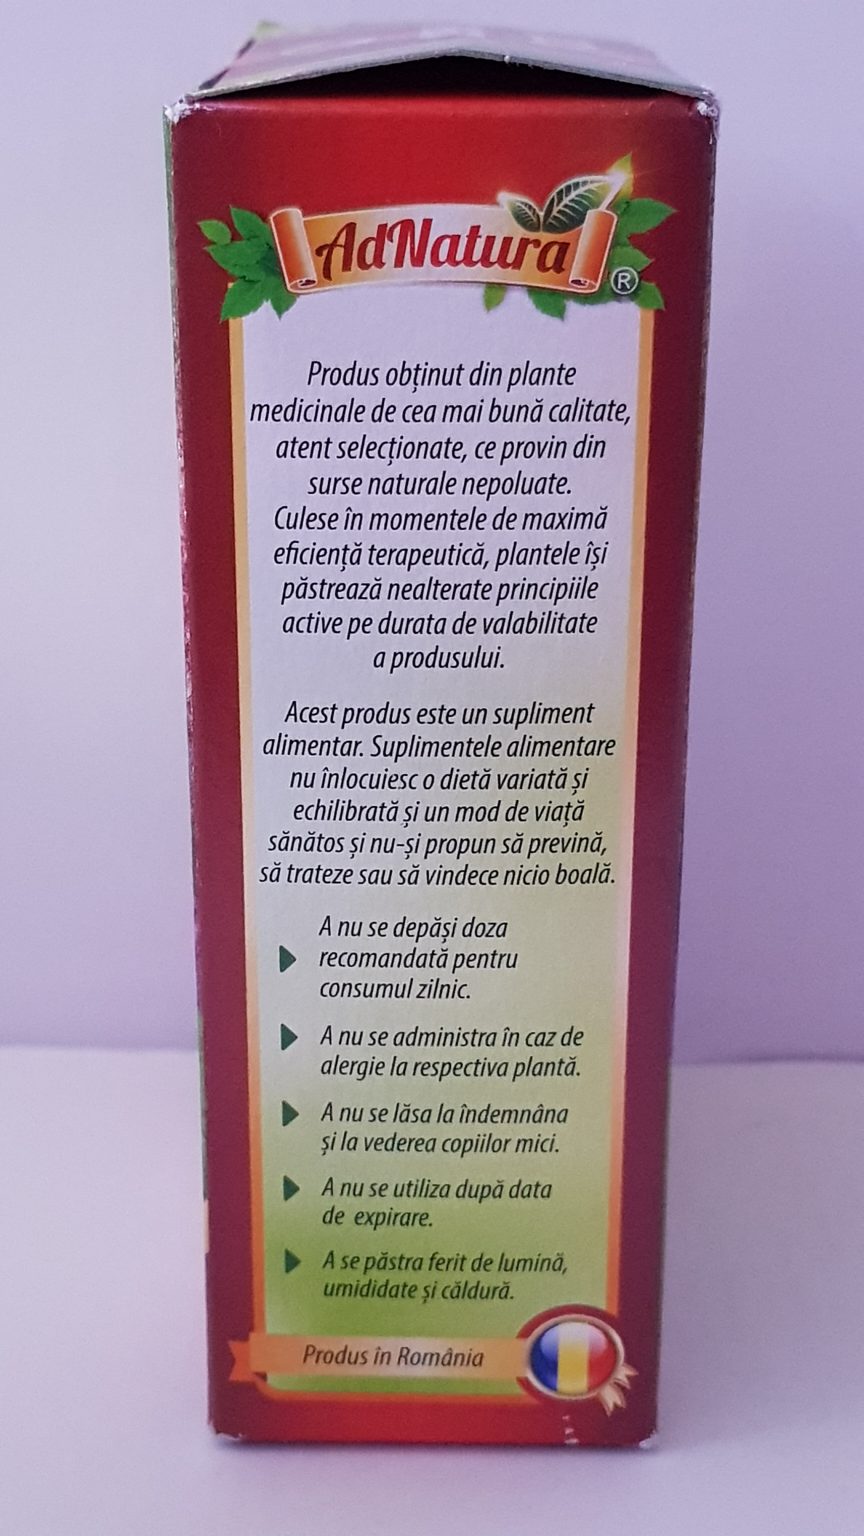 AdNatura
®
Produs obținut din plante
medicinale de cea mai bună calitate,
atent selecționate, ce provin din
surse naturale nepoluate.
Culese în momentele de maximă
eficiență terapeutică, plantele își
păstrează nealterate principiile
active pe durata de valabilitate
a produsului.
Acest produs este un supliment
alimentar. Suplimentele alimentare
nu înlocuiesc o dietă variată și
echilibrată și un mod de viață
sănătos și nu-și propun să prevină,
să trateze sau să vindece nicio boală.
A nu se depăși doza
recomandată pentru
consumul zilnic.
A nu se administra în caz de
alergie la respectiva plantă.
A nu se lăsa la îndemnâna
și la vederea copiilor mici.
A nu se utiliza după data
de expirare.
A se păstra ferit de lumină,
umididate și căldură.
Produs în România